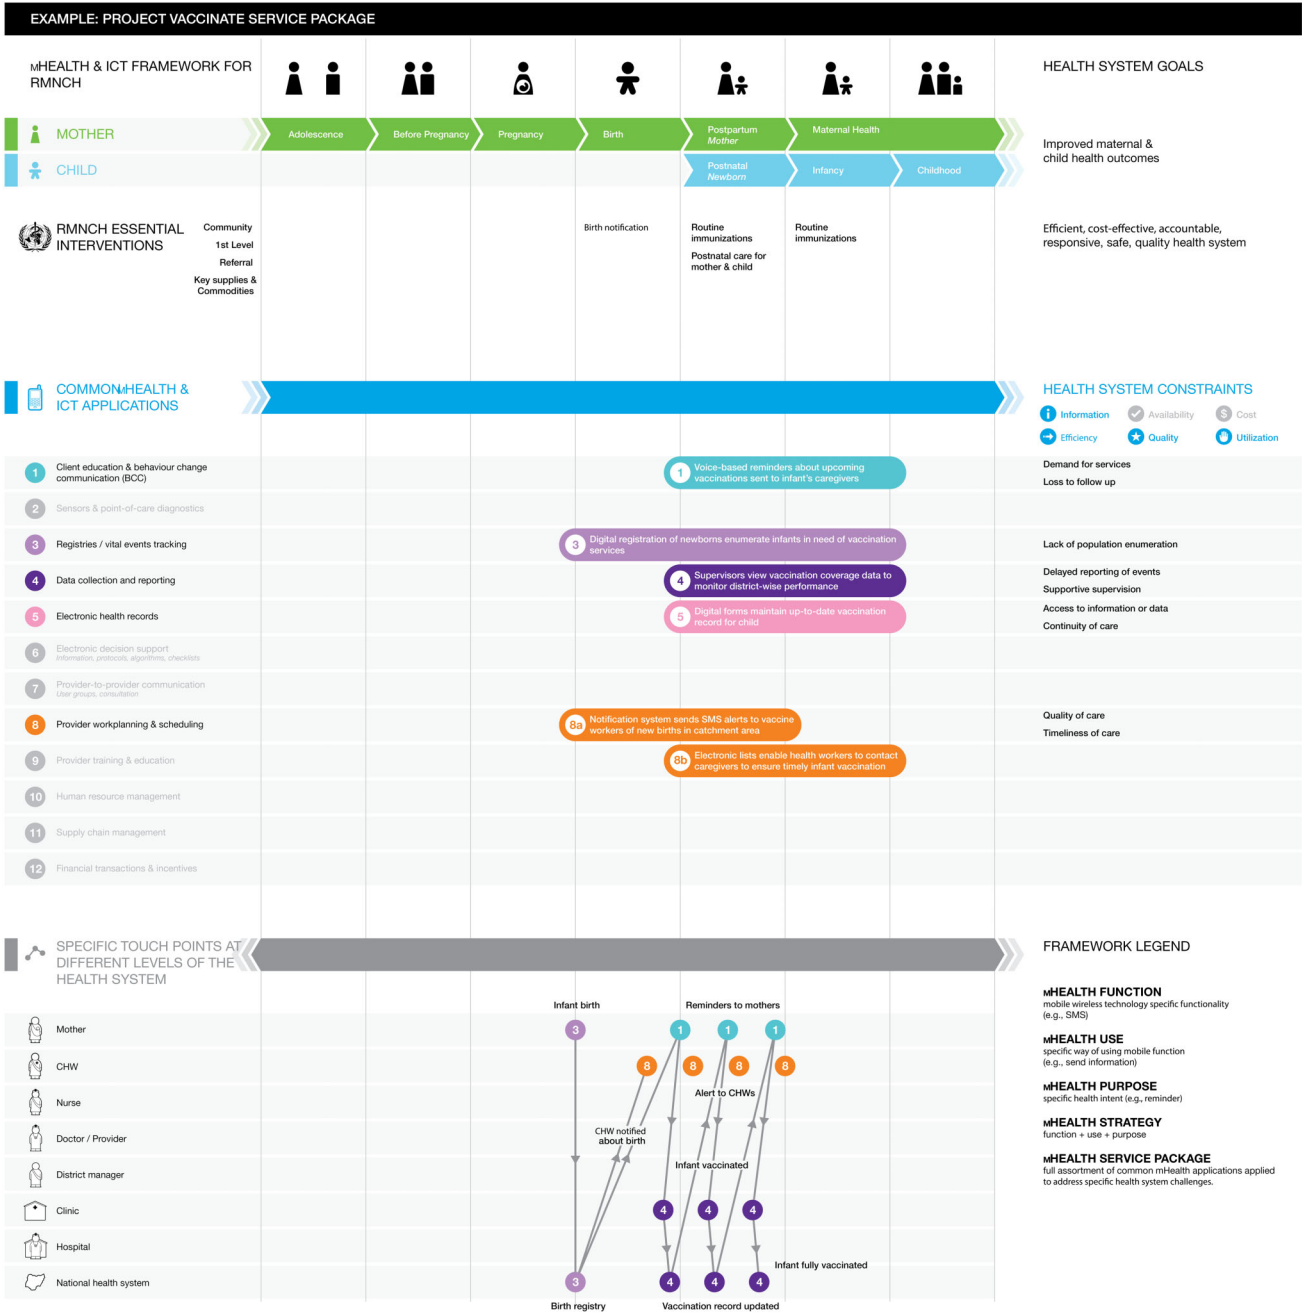 EXAMPLE: PROJECT VACCINATE SERVICE PACKAGE
MHEALTH & ICT FRAMEWORK FOR
RMNCH
HEALTH SYSTEM GOALS
MOTHER
Adolescence
Before Pregnancy
Pregnancy
Birth
Postpartum
Mother
Maternal Health
Improved maternal &
child health outcomes
CHILD
Postnatal
Newborn
Infancy
Childhood
RMNCH ESSENTIAL
INTERVENTIONS
Community
1st Level
Referral
Key supplies &
Commodities
Birth notification
Routine
immunizations
Postnatal care for
mother & child
Routine
immunizations
Efficient, cost-effective, accountable,
responsive, safe, quality health system
COMMON MHEALTH &
ICT APPLICATIONS
HEALTH SYSTEM CONSTRAINTS
Information
Availability
$ Cost
Efficiency
Quality
Utilization
1 Client education & behaviour change
communication (BCC)
1 Voice-based reminders about upcoming
vaccinations sent to infant's caregivers
Demand for services
Loss to follow up
2 Sensors & point-of-care diagnostics
3 Registries / vital events tracking
3 Digital registration of newborns enumerate infants in need of vaccination
services
Lack of population enumeration
4 Data collection and reporting
4 Supervisors view vaccination coverage data to
monitor district-wise performance
Delayed reporting of events
Supportive supervision
5 Electronic health records
5 Digital forms maintain up-to-date vaccination
record for child
Access to information or data
Continuity of care
6 Electronic decision support
Information, protocols, algorithms, checklists
7 Provider-to-provider communication
User groups, consultation
8 Provider workplanning & scheduling
8a Notification system sends SMS alerts to vaccine
workers of new births in catchment area
Quality of care
Timeliness of care
9 Provider training & education
8b Electronic lists enable health workers to contact
caregivers to ensure timely infant vaccination
10 Human resource management
11 Supply chain management
12 Financial transactions & incentives
SPECIFIC TOUCH POINTS AT
DIFFERENT LEVELS OF THE
HEALTH SYSTEM
FRAMEWORK LEGEND
MHEALTH FUNCTION
mobile wireless technology specific functionality
(e.g., SMS)
MHEALTH USE
specific way of using mobile function
(e.g., send information)
MHEALTH PURPOSE
specific health intent (e.g., reminder)
MHEALTH STRATEGY
function + use + purpose
MHEALTH SERVICE PACKAGE
full assortment of common mHealth applications applied
to address specific health system challenges.
Infant birth
Reminders to mothers
Mother
3
1
1
1
CHW
8
8
8
8
Alert to CHWs
Nurse
CHW notified
about birth
Doctor / Provider
Infant vaccinated
District manager
Clinic
4
4
4
Hospital
Infant fully vaccinated
National health system
3
4
4
4
Birth registry
Vaccination record updated